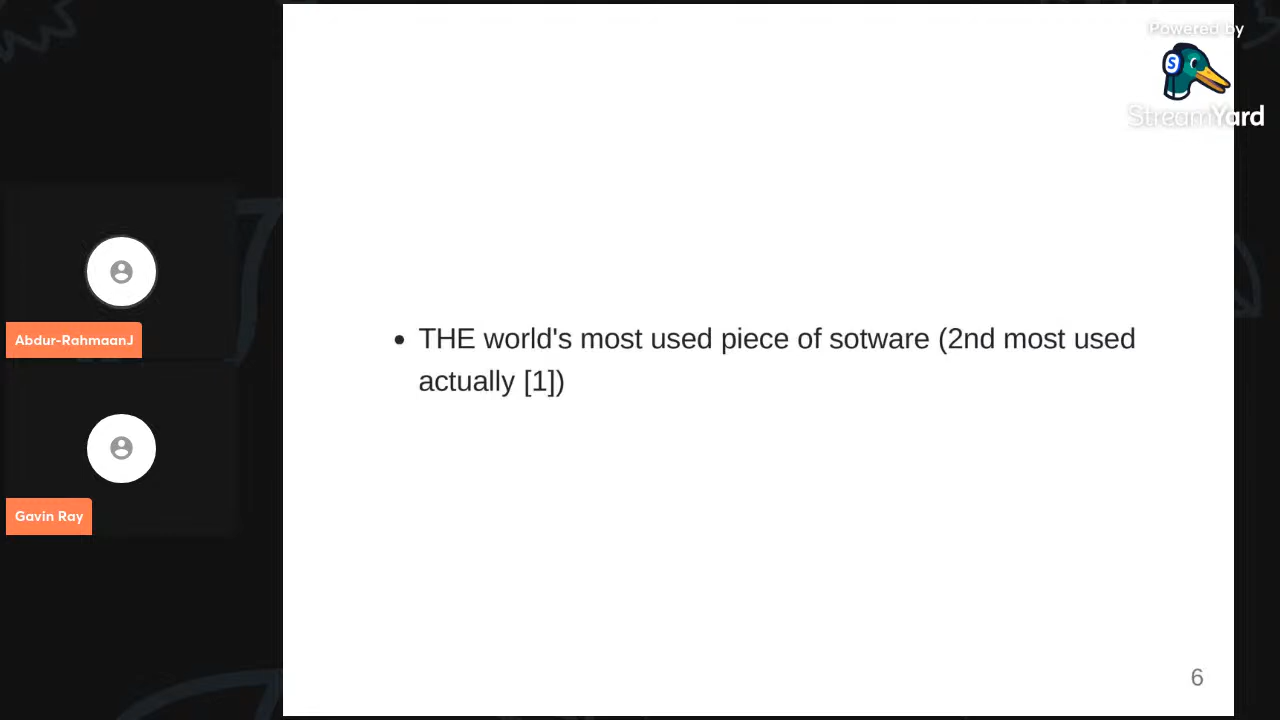 Powered by
StreamYard
Abdur-RahmaanJ
Gavin Ray
• THE world's most used piece of sotware (2nd most used
actually [1])
6